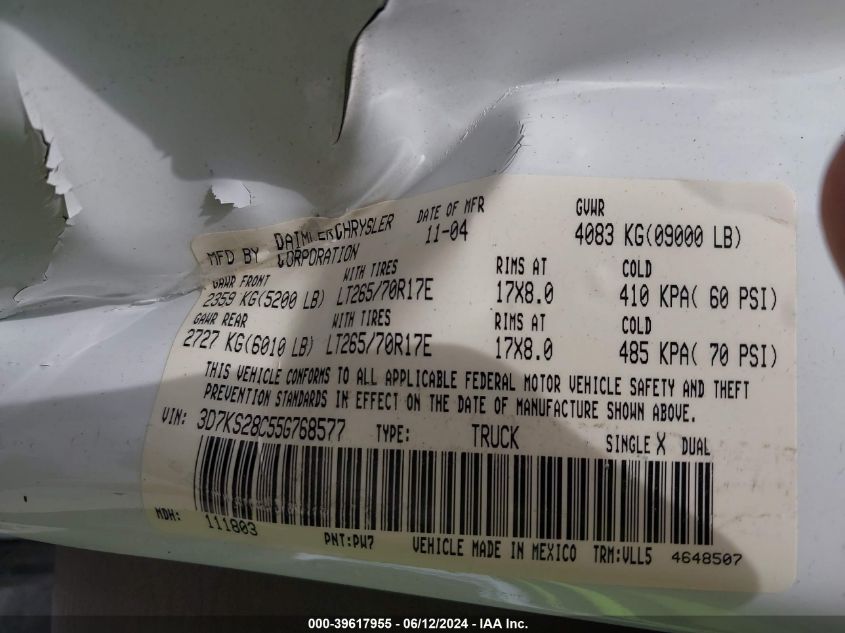 MFD BY DAIMLERCHRYSLER CORPORATION DATE OF MFR 11-04 GVWR 4083 KG(09000 LB)
GAWR FRONT WITH TIRES RIMS AT COLD
2359 KG(5200 LB) LT265/70R17E 17X8.0 410 KPA( 60 PSI)
GAWR REAR WITH TIRES RIMS AT COLD
2727 KG(6010 LB) LT265/70R17E 17X8.0 485 KPA( 70 PSI)
THIS VEHICLE CONFORMS TO ALL APPLICABLE FEDERAL MOTOR VEHICLE SAFETY AND THEFT
PREVENTION STANDARDS IN EFFECT ON THE DATE OF MANUFACTURE SHOWN ABOVE.
VIN: 3D7KS28C55G768577 TYPE: TRUCK SINGLE X DUAL
MDH: 111803 PNT:PW7 VEHICLE MADE IN MEXICO TRM:VLL5 4648507
000-39617955 - 06/12/2024 - IAA Inc.